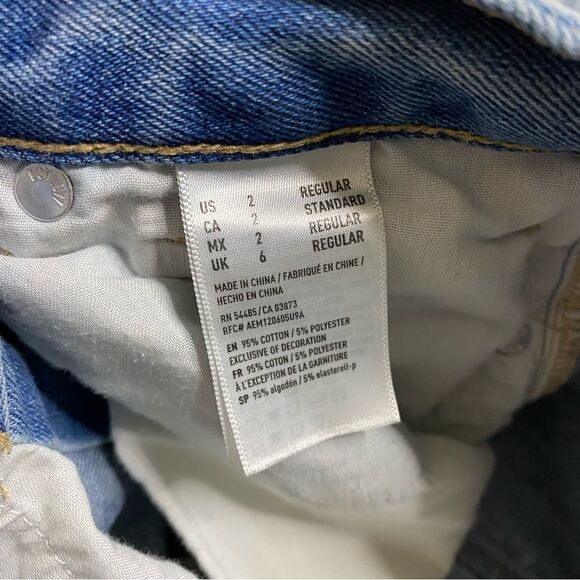 US 2 REGULAR
CA 2 STANDARD
MX 2 REGULAR
UK 6 REGULAR
MADE IN CHINA / FABRIQUÉ EN CHINE /
HECHO EN CHINA
RN 54485/CA 03873
RFC# AEM120605U9A
EN 95% COTTON / 5% POLYESTER
EXCLUSIVE OF DECORATION
FR 95% COTTON / 5% POLYESTER
À L'EXCEPTION DE LA GARNITURE
SP 95% algodón / 5% elasterell-p